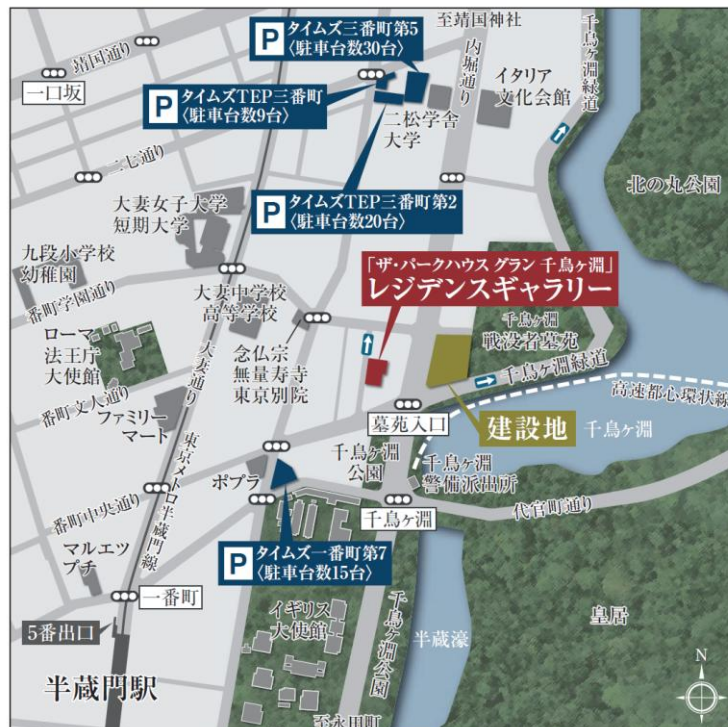 P タイムズ三番町第5
〈駐車台数30台〉
至靖国神社
内堀通り
千鳥ヶ淵緑道
靖国通り
一口坂
P タイムズTEP三番町
〈駐車台数9台〉
イタリア
文化会館
二松学舎
大学
二七通り
北の丸公園
大妻女子大学
短期大学
P タイムズTEP三番町第2
〈駐車台数20台〉
九段小学校
幼稚園
番町学園通り
大妻中学校
高等学校
「ザ・パークハウス グラン 千鳥ヶ淵」
レジデンスギャラリー
千鳥ヶ淵
戦没者墓苑
ローマ
法王庁
大使館
大妻通り
念仏宗
無量寿寺
東京別院
千鳥ヶ淵緑道
高速都心環状線
番町文人通り
ファミリー
マート
東京メトロ半蔵門線
墓苑入口
建設地
千鳥ヶ淵
千鳥ヶ淵
公園
ポプラ
千鳥ヶ淵
警備派出所
番町中央通り
千鳥ヶ淵
代官町通り
マルエツ
プチ
P タイムズ一番町第7
〈駐車台数15台〉
一番町
イギリス
大使館
千鳥ヶ淵公園
皇居
5番出口
半蔵濠
半蔵門駅
至永田町
N